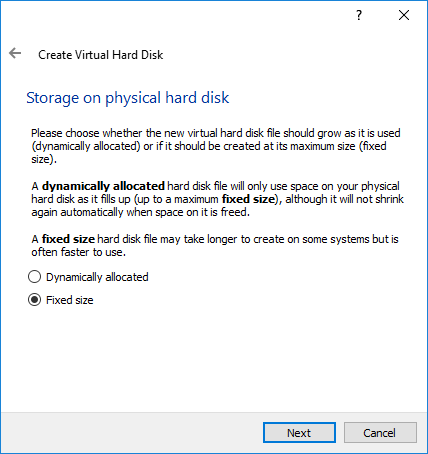 ?
Create Virtual Hard Disk
Storage on physical hard disk
Please choose whether the new virtual hard disk file should grow as it is used
(dynamically allocated) or if it should be created at its maximum size (fixed
size).
A dynamically allocated hard disk file will only use space on your physical
hard disk as it fills up (up to a maximum fixed size), although it will not shrink
again automatically when space on it is freed.
A fixed size hard disk file may take longer to create on some systems but is
often faster to use.
Dynamically allocated
Fixed size
Next
Cancel